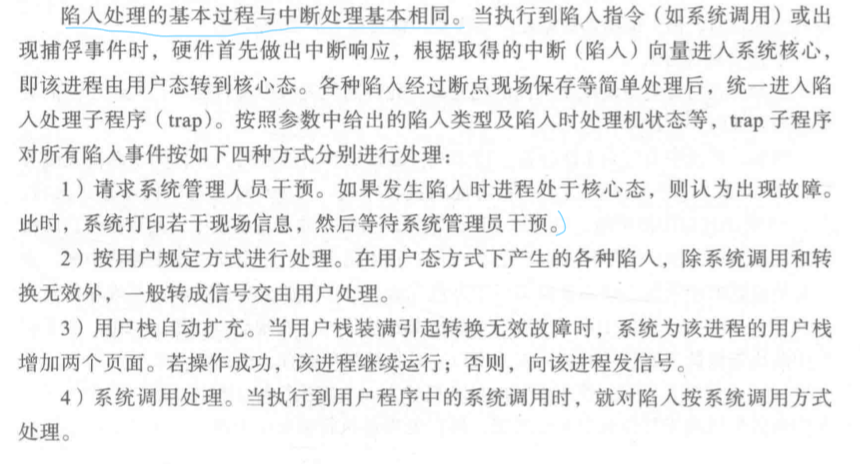 陷入处理的基本过程与中断处理基本相同。当执行到陷入指令（如系统调用）或出
现捕俘事件时，硬件首先做出中断响应，根据取得的中断（陷入）向量进入系统核心，
即该进程由用户态转到核心态。各种陷入经过断点现场保存等简单处理后，统一进入陷
入处理子程序（trap）。按照参数中给出的陷入类型及陷入时处理机状态等，trap 子程序
对所有陷入事件按如下四种方式分别进行处理：
1）请求系统管理人员干预。如果发生陷入时进程处于核心态，则认为出现故障。
此时，系统打印若干现场信息，然后等待系统管理员干预。
2）按用户规定方式进行处理。在用户态方式下产生的各种陷入，除系统调用和转
换无效外，一般转成信号交由用户处理。
3）用户栈自动扩充。当用户栈装满引起转换无效故障时，系统为该进程的用户栈
增加两个页面。若操作成功，该进程继续运行；否则，向该进程发信号。
4）系统调用处理。当执行到用户程序中的系统调用时，就对陷入按系统调用方式
处理。